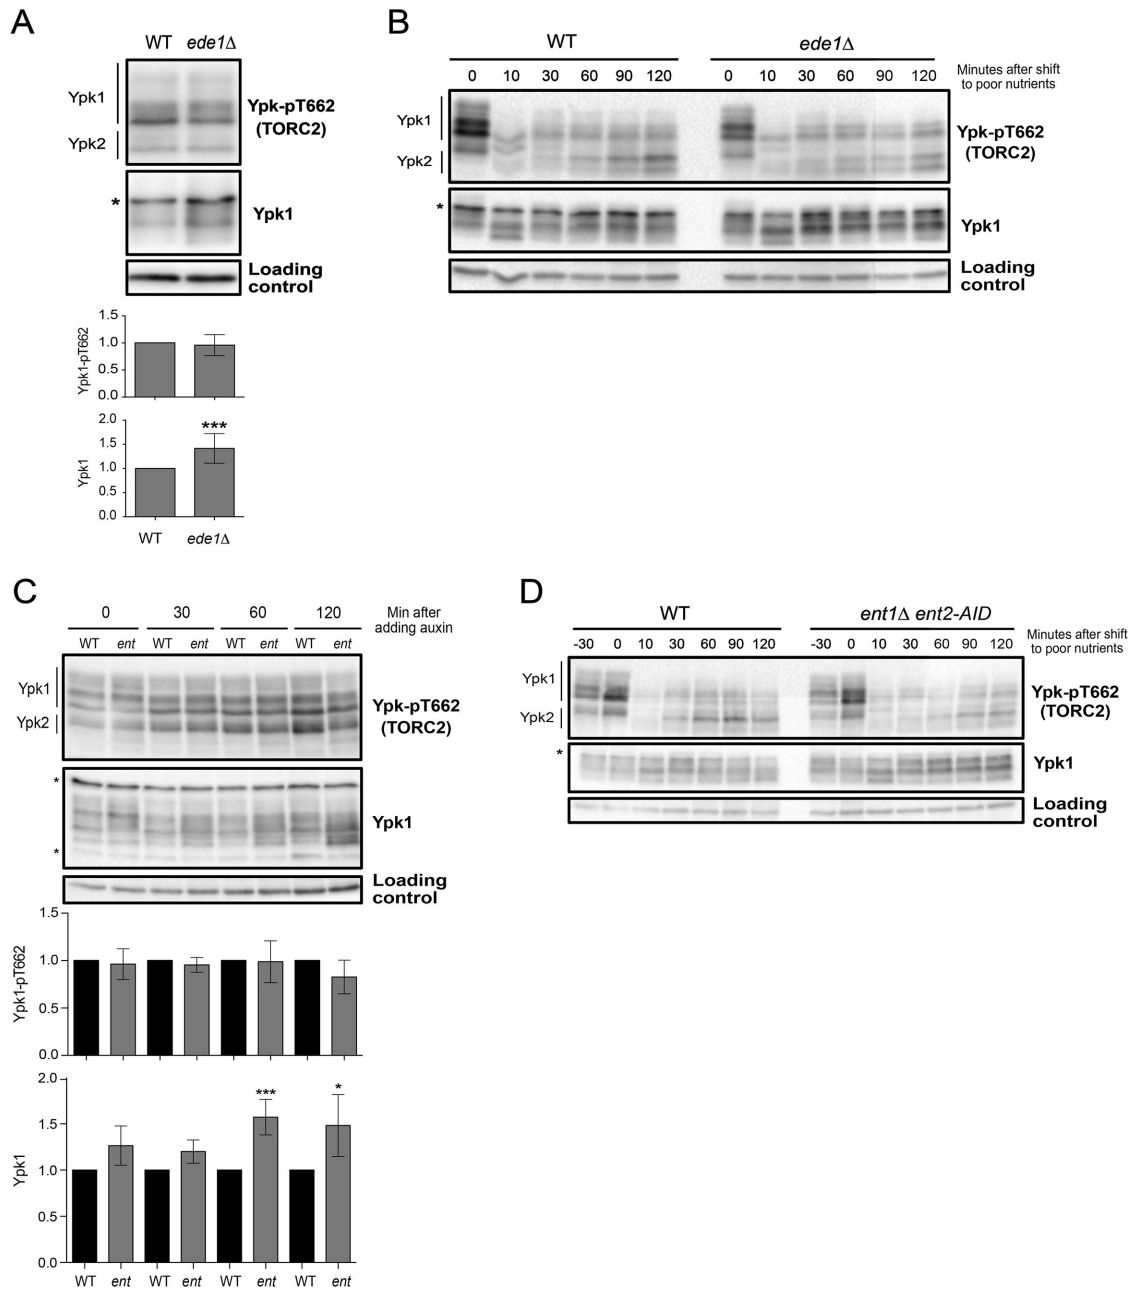 A
WT ede1Δ
Ypk1
Ypk2
Ypk-pT662
(TORC2)
*
Ypk1
Loading
control
Ypk1-pT662
1.5
1.0
0.5
0.0
Ypk1
2.0
1.5
1.0
0.5
0.0
***
WT ede1Δ
B
WT ede1Δ
0 10 30 60 90 120 0 10 30 60 90 120
Minutes after shift
to poor nutrients
Ypk1
Ypk2
Ypk-pT662
(TORC2)
*
Ypk1
Loading
control
C
0 30 60 120
Min after
adding auxin
WT ent WT ent WT ent WT ent
Ypk1
Ypk2
Ypk-pT662
(TORC2)
*
*
Ypk1
Loading
control
Ypk1-pT662
1.5
1.0
0.5
0.0
Ypk1
2.0
1.5
1.0
0.5
0.0
***
*
WT ent WT ent WT ent WT ent
D
WT ent1Δ ent2-AID
-30 0 10 30 60 90 120 -30 0 10 30 60 90 120
Minutes after shift
to poor nutrients
Ypk1
Ypk2
Ypk-pT662
(TORC2)
*
Ypk1
Loading
control